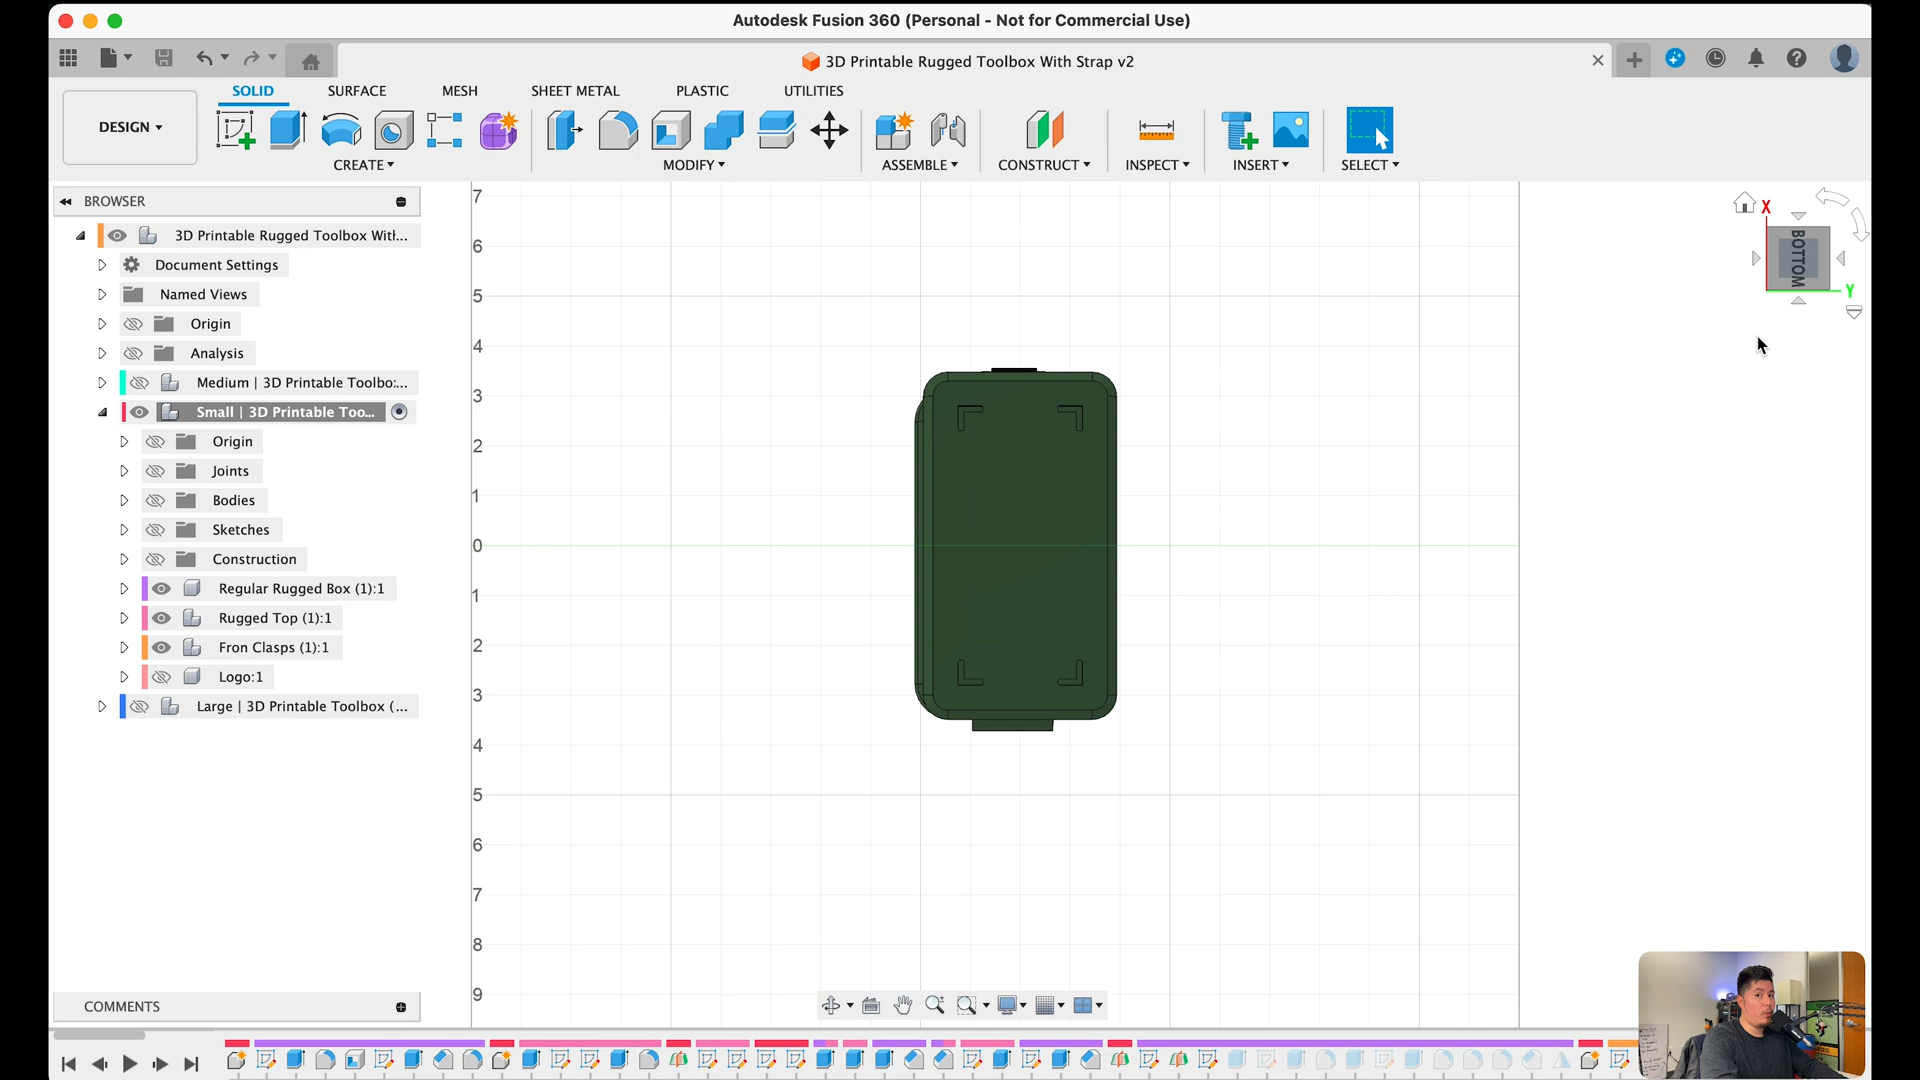 Autodesk Fusion 360 (Personal - Not for Commercial Use)
3D Printable Rugged Toolbox With Strap v2
SOLID
SURFACE
MESH
SHEET METAL
PLASTIC
UTILITIES
DESIGN
CREATE
MODIFY
ASSEMBLE
CONSTRUCT
INSPECT
INSERT
SELECT
BROWSER
3D Printable Rugged Toolbox With...
Document Settings
Named Views
Origin
Analysis
Medium | 3D Printable Toolbo:...
Small | 3D Printable Too...
Origin
Joints
Bodies
Sketches
Construction
Regular Rugged Box (1):1
Rugged Top (1):1
Fron Clasps (1):1
Logo:1
Large | 3D Printable Toolbox (...
COMMENTS
7
6
5
4
3
2
1
0
1
2
3
4
5
6
7
8
9
X
BOTTOM
Y